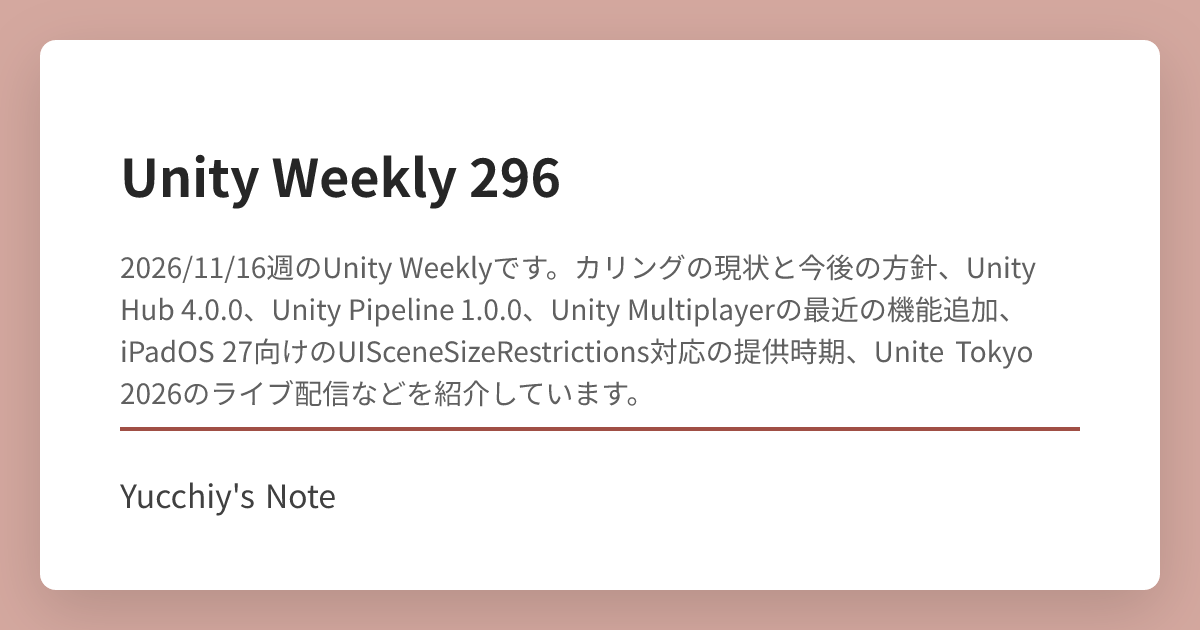 Unity Weekly 296
2026/11/16週のUnity Weeklyです。カリングの現状と今後の方針、Unity
Hub 4.0.0、Unity Pipeline 1.0.0、Unity Multiplayerの最近の機能追加、
iPadOS 27向けのUISceneSizeRestrictions対応の提供時期、Unite Tokyo
2026のライブ配信などを紹介しています。
Yucchiy's Note